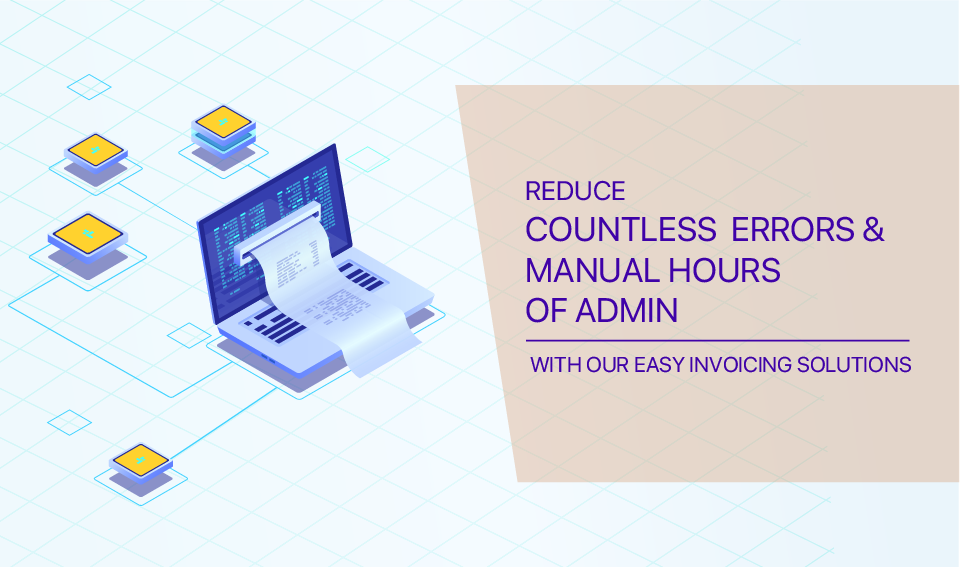 REDUCE
COUNTLESS ERRORS &
MANUAL HOURS
OF ADMIN
WITH OUR EASY INVOICING SOLUTIONS